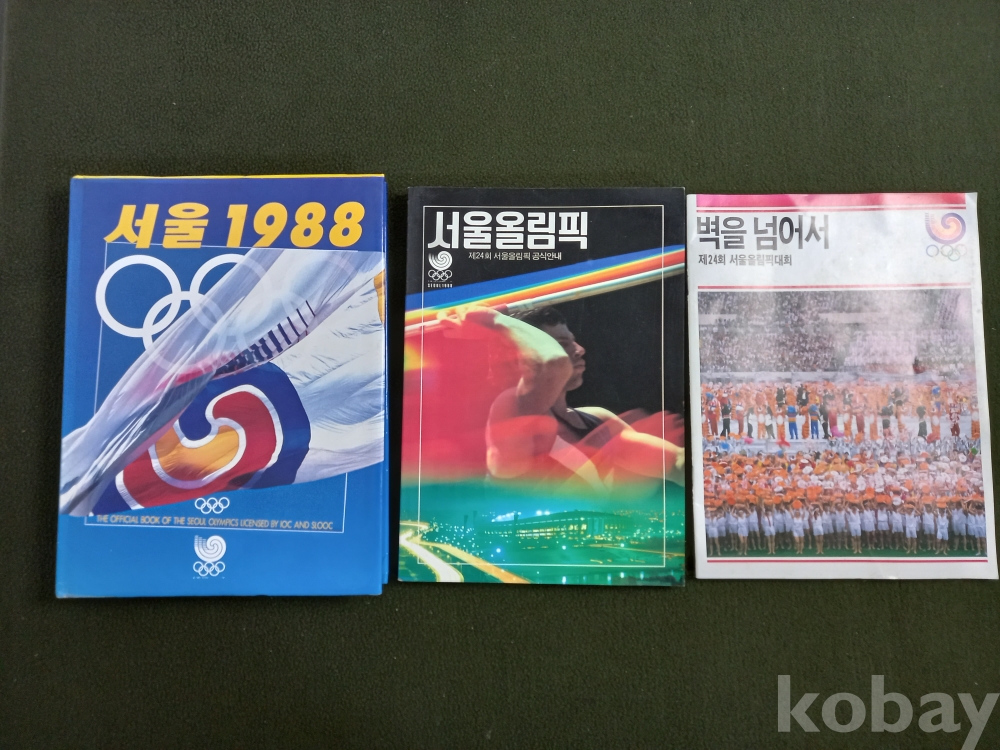 서울 1988
THE OFFICIAL BOOK OF THE SEOUL OLYMPICS LICENSED BY IOC AND SLOOC
서울올림픽
제24회 서울올림픽 공식안내
SEOUL 1988
벽을 넘어서
제24회 서울올림픽대회
kobay